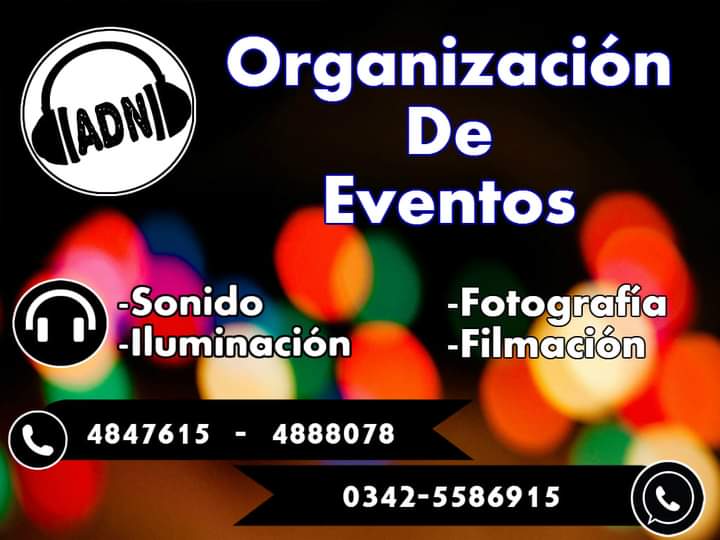 ADN
Organización
De
Eventos
-Sonido
-Iluminación
-Fotografía
-Filmación
4847615 - 4888078
0342-5586915